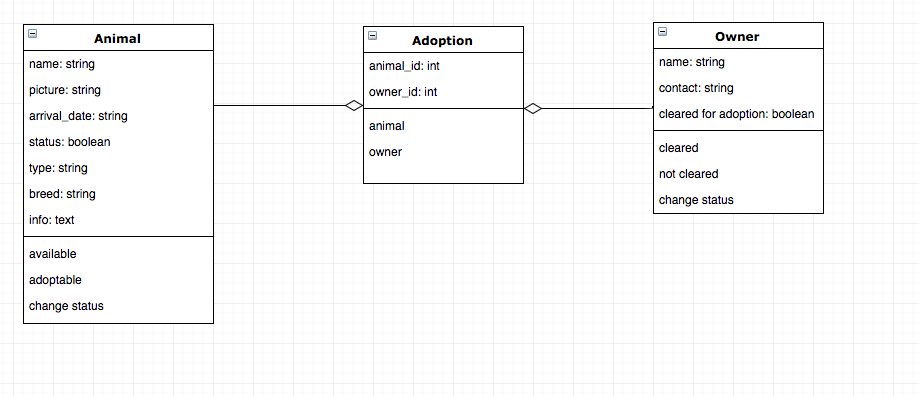 Animal
name: string
picture: string
arrival_date: string
status: boolean
type: string
breed: string
info: text
available
adoptable
change status
Adoption
animal_id: int
owner_id: int
animal
owner
Owner
name: string
contact: string
cleared for adoption: boolean
cleared
not cleared
change status